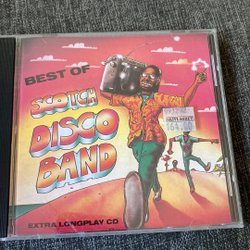 BEST OF
SCOTCH
DISCO
BAND
EXTRA LONGPLAY CD